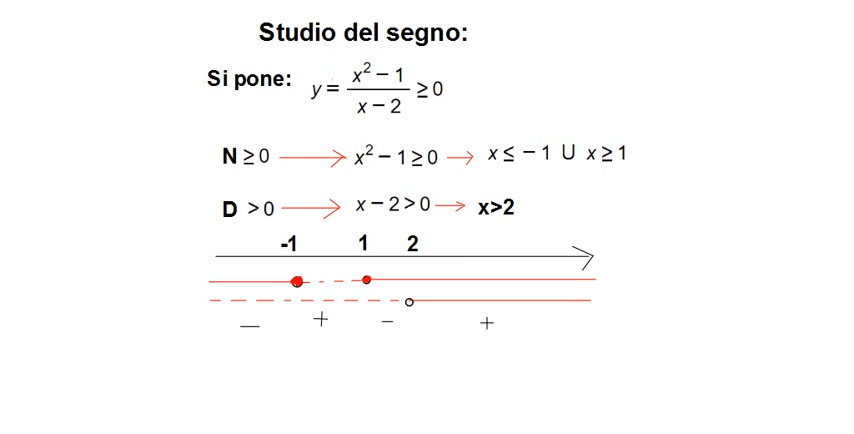 Studio del segno:
Si pone: y = (x² − 1)/(x − 2) ≥ 0
N ≥ 0 → x² − 1 ≥ 0 → x ≤ − 1 U x ≥ 1
D > 0 → x − 2 > 0 → x>2
-1 1 2
− + − +